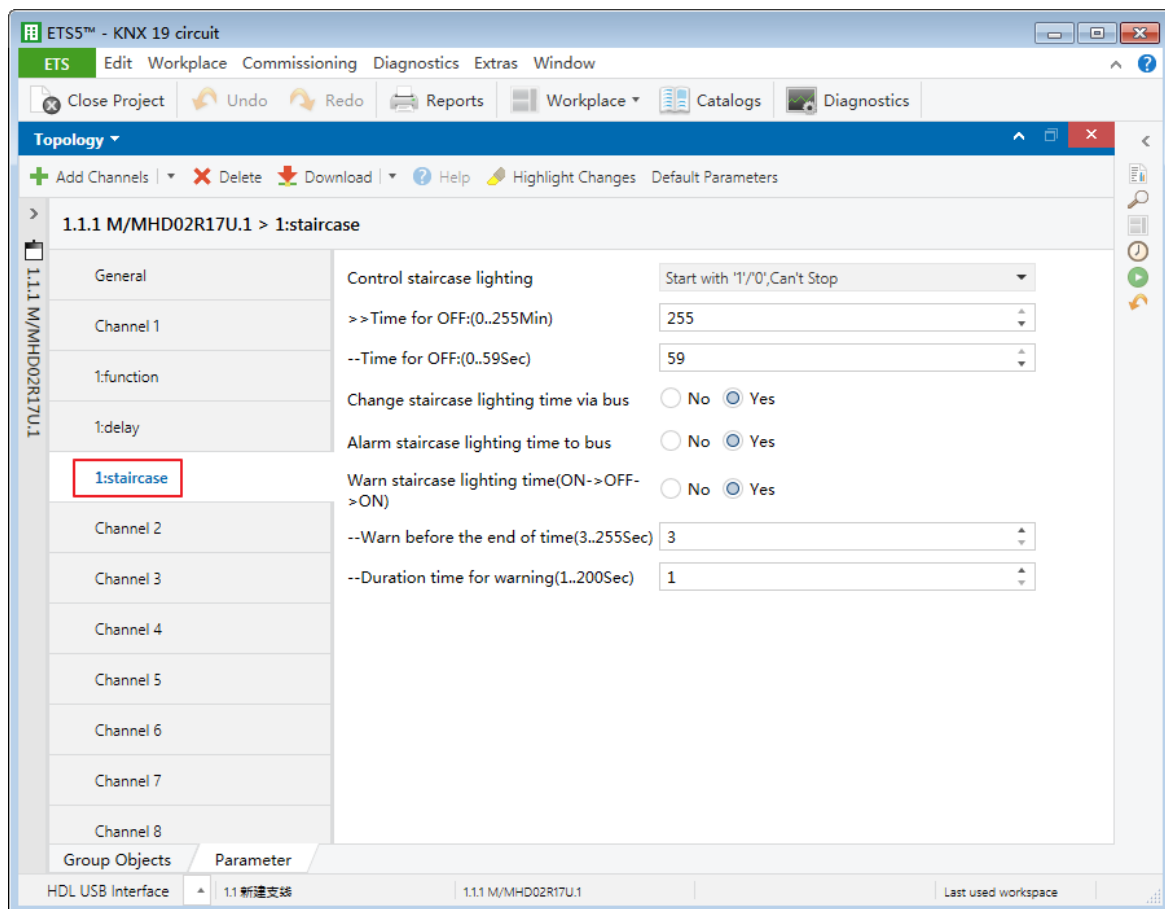 ETS5™ - KNX 19 circuit
ETS Edit Workplace Commissioning Diagnostics Extras Window
Close Project Undo Redo Reports Workplace Catalogs Diagnostics
Topology
Add Channels Delete Download Help Highlight Changes Default Parameters
1.1.1 M/MHD02R17U.1 > 1:staircase
1.1.1 M/MHD02R17U.1
General
Channel 1
1:function
1:delay
1:staircase
Channel 2
Channel 3
Channel 4
Channel 5
Channel 6
Channel 7
Channel 8
Control staircase lighting Start with '1'/'0',Can't Stop
>>Time for OFF:(0..255Min) 255
--Time for OFF:(0..59Sec) 59
Change staircase lighting time via bus No Yes
Alarm staircase lighting time to bus No Yes
Warn staircase lighting time(ON->OFF-
>ON) No Yes
--Warn before the end of time(3..255Sec) 3
--Duration time for warning(1..200Sec) 1
Group Objects Parameter
HDL USB Interface 1.1 新建支线 1.1.1 M/MHD02R17U.1 Last used workspace